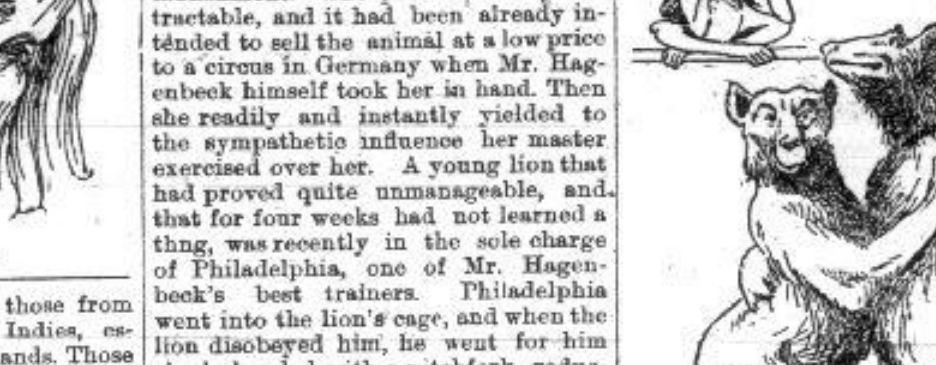 tractable, and it had been already in-
tended to sell the animal at a low price
to a circus in Germany when Mr. Hag-
enbeck himself took her in hand. Then
she readily and instantly yielded to
the sympathetic influence her master
exercised over her. A young lion that
had proved quite unmanageable, and
that for four weeks had not learned a
thng, was recently in the sole charge
of Philadelphia, one of Mr. Hagen-
beck's best trainers. Philadelphia
went into the lion's cage, and when the
lion disobeyed him, he went for him
those from
Indies, es-
ands. Those